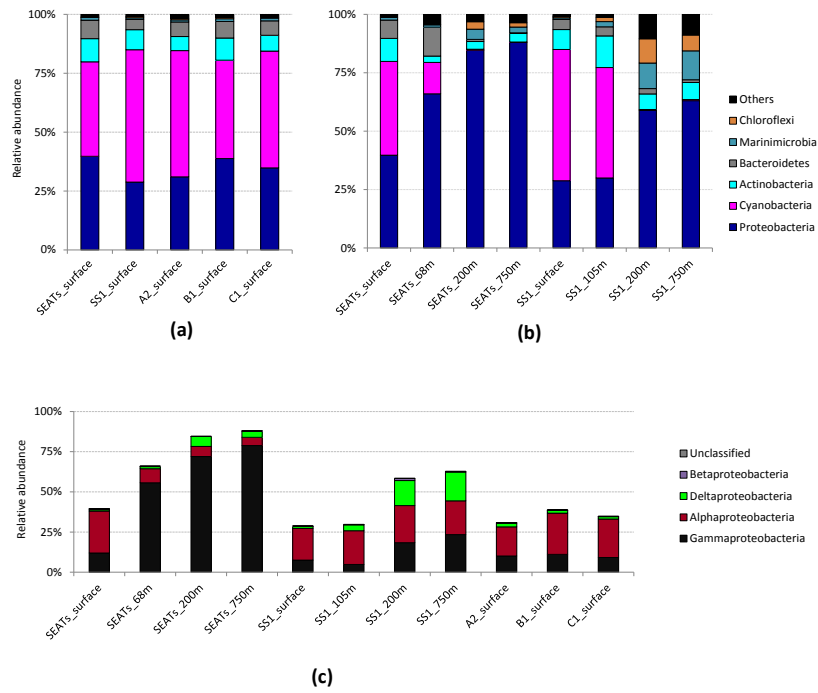 100%
75%
50%
25%
0%
Relative abundance
SEATs_surface
SS1_surface
A2_surface
B1_surface
C1_surface
(a)
100%
75%
50%
25%
0%
SEATs_surface
SEATs_68m
SEATs_200m
SEATs_750m
SS1_surface
SS1_105m
SS1_200m
SS1_750m
(b)
Others
Chloroflexi
Marinimicrobia
Bacteroidetes
Actinobacteria
Cyanobacteria
Proteobacteria
100%
75%
50%
25%
0%
Relative abundance
SEATs_surface
SEATs_68m
SEATs_200m
SEATs_750m
SS1_surface
SS1_105m
SS1_200m
SS1_750m
A2_surface
B1_surface
C1_surface
(c)
Unclassified
Betaproteobacteria
Deltaproteobacteria
Alphaproteobacteria
Gammaproteobacteria